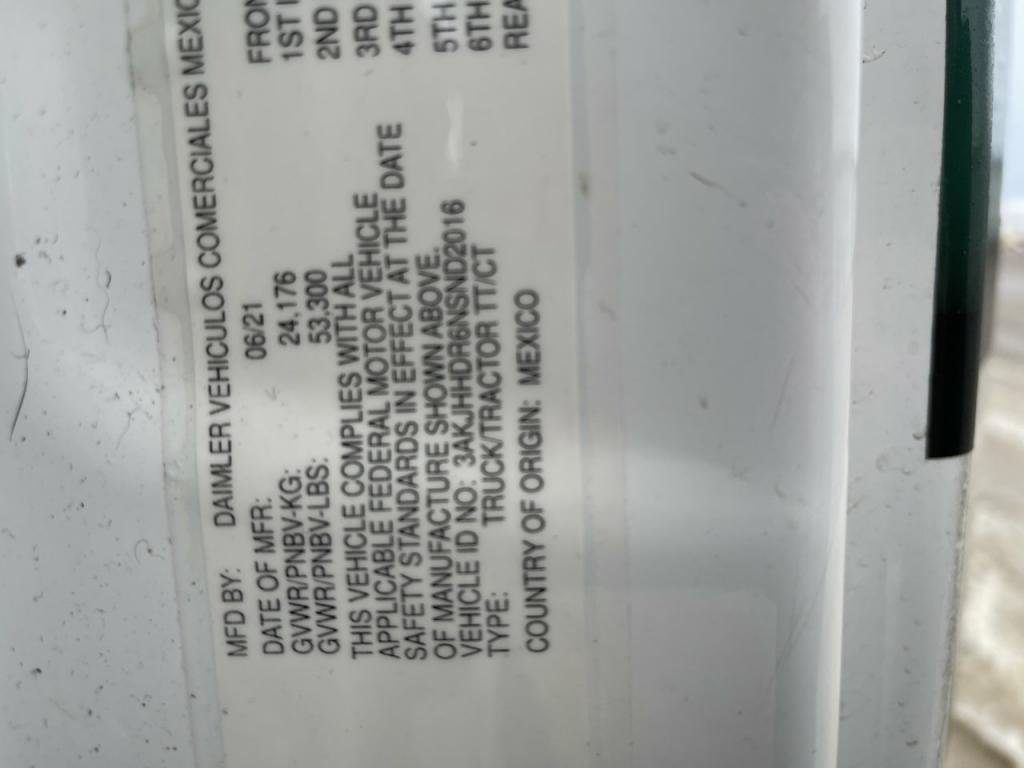 MFD BY: DAIMLER VEHICULOS COMERCIALES MEXIC
DATE OF MFR: 06/21
GVWR/PNBV-KG: 24,176
GVWR/PNBV-LBS: 53,300
THIS VEHICLE COMPLIES WITH ALL
APPLICABLE FEDERAL MOTOR VEHICLE
SAFETY STANDARDS IN EFFECT AT THE DATE
OF MANUFACTURE SHOWN ABOVE.
VEHICLE ID NO: 3AKJHHDR6NSND2016
TYPE: TRUCK/TRACTOR TT/CT
COUNTRY OF ORIGIN: MEXICO
FRON
1ST I
2ND
3RD
4TH
5TH
6TH
REA